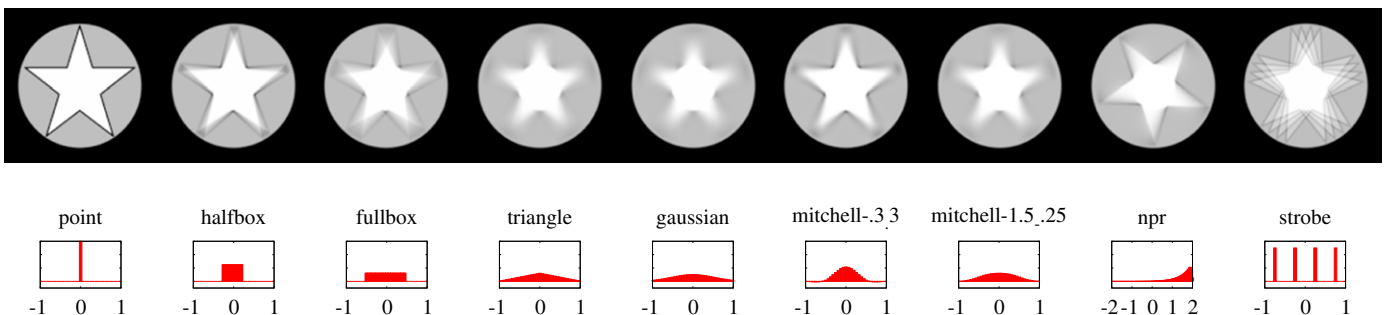 point halfbox fullbox triangle gaussian mitchell-.3 3 mitchell-1.5 .25 npr strobe
-1 0 1 -1 0 1 -1 0 1 -1 0 1 -1 0 1 -1 0 1 -1 0 1 -2 -1 0 1 2 -1 0 1